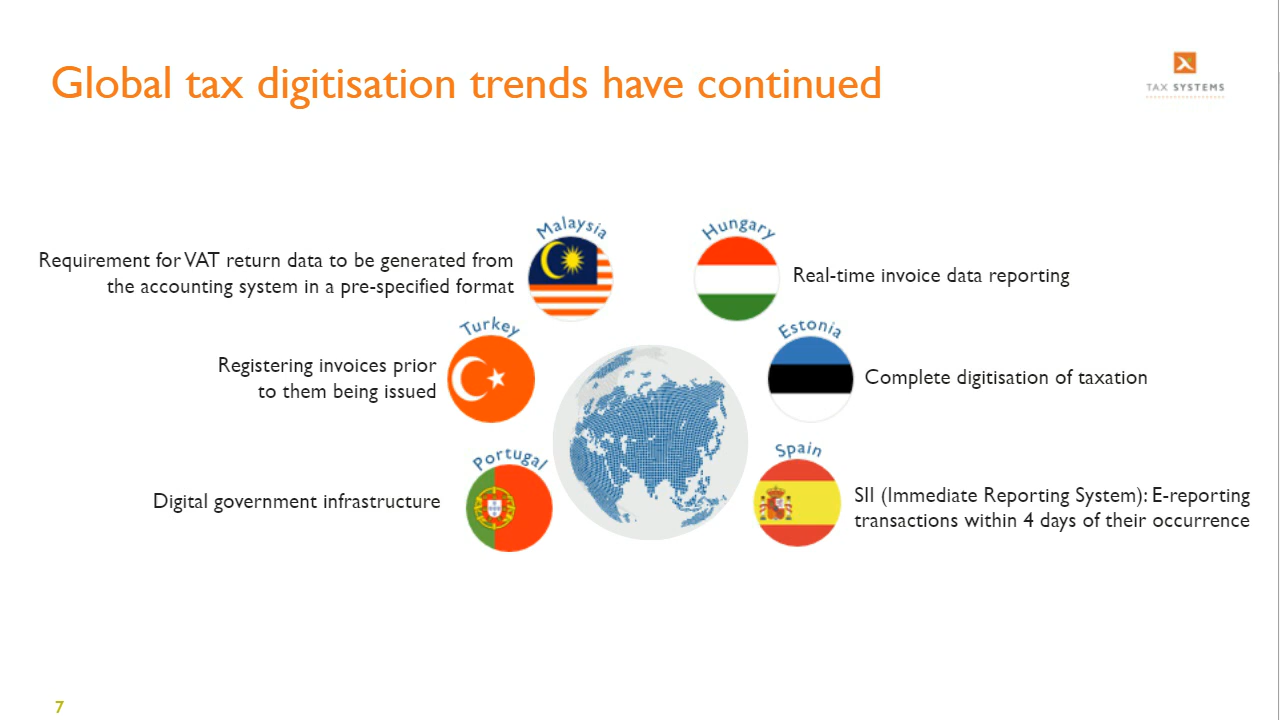 Global tax digitisation trends have continued
TAX SYSTEMS
Malaysia
Requirement for VAT return data to be generated from
the accounting system in a pre-specified format
Hungary
Real-time invoice data reporting
Turkey
Registering invoices prior
to them being issued
Estonia
Complete digitisation of taxation
Portugal
Digital government infrastructure
Spain
SII (Immediate Reporting System): E-reporting
transactions within 4 days of their occurrence
7